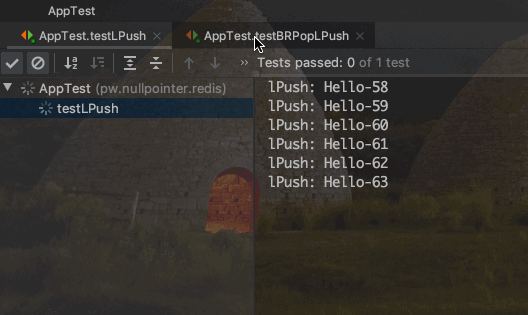 AppTest
AppTest.testLPush
AppTest.testBRPopLPush
Tests passed: 0 of 1 test
AppTest (pw.nullpointer.redis)
testLPush
lPush: Hello-58
lPush: Hello-59
lPush: Hello-60
lPush: Hello-61
lPush: Hello-62
lPush: Hello-63